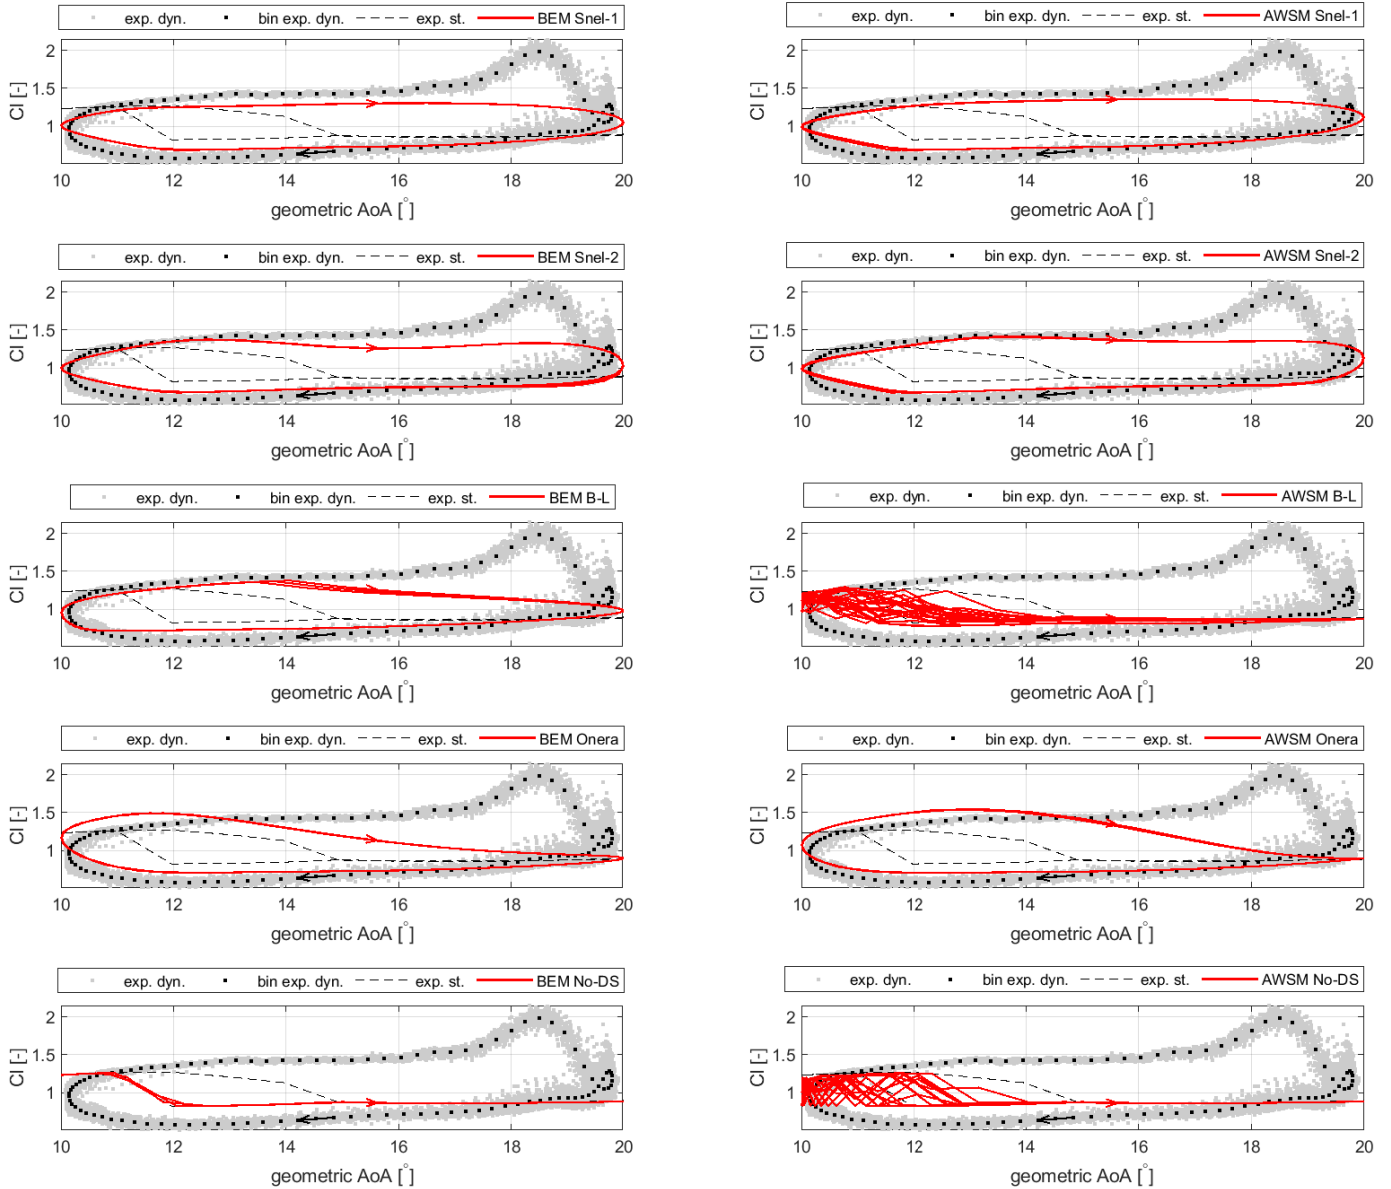 exp. dyn. bin exp. dyn. exp. st. BEM Snel-1
Cl [-]
2
1.5
1
10 12 14 16 18 20
geometric AoA [°]
exp. dyn. bin exp. dyn. exp. st. AWSM Snel-1
Cl [-]
2
1.5
1
10 12 14 16 18 20
geometric AoA [°]
exp. dyn. bin exp. dyn. exp. st. BEM Snel-2
Cl [-]
2
1.5
1
10 12 14 16 18 20
geometric AoA [°]
exp. dyn. bin exp. dyn. exp. st. AWSM Snel-2
Cl [-]
2
1.5
1
10 12 14 16 18 20
geometric AoA [°]
exp. dyn. bin exp. dyn. exp. st. BEM B-L
Cl [-]
2
1.5
1
10 12 14 16 18 20
geometric AoA [°]
exp. dyn. bin exp. dyn. exp. st. AWSM B-L
Cl [-]
2
1.5
1
10 12 14 16 18 20
geometric AoA [°]
exp. dyn. bin exp. dyn. exp. st. BEM Onera
Cl [-]
2
1.5
1
10 12 14 16 18 20
geometric AoA [°]
exp. dyn. bin exp. dyn. exp. st. AWSM Onera
Cl [-]
2
1.5
1
10 12 14 16 18 20
geometric AoA [°]
exp. dyn. bin exp. dyn. exp. st. BEM No-DS
Cl [-]
2
1.5
1
10 12 14 16 18 20
geometric AoA [°]
exp. dyn. bin exp. dyn. exp. st. AWSM No-DS
Cl [-]
2
1.5
1
10 12 14 16 18 20
geometric AoA [°]